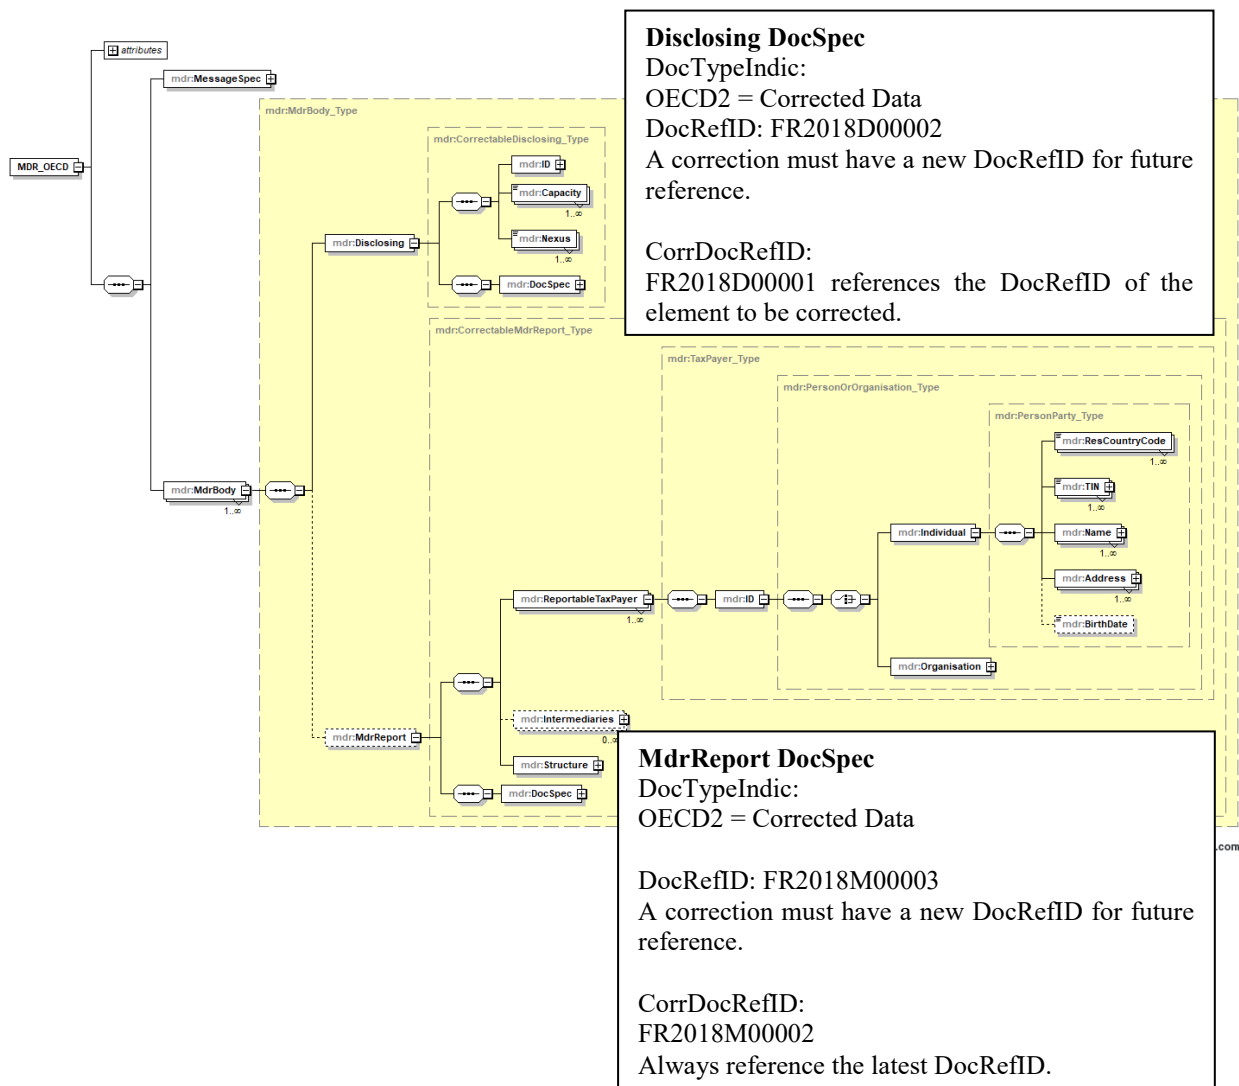 attributes
mdr:MessageSpec
MDR_OECD
mdr:MdrBody_Type
mdr:CorrectableDisclosing_Type
mdr:ID
mdr:Capacity
1..∞
mdr:Nexus
1..∞
mdr:Disclosing
mdr:DocSpec
Disclosing DocSpec
DocTypeIndic:
OECD2 = Corrected Data
DocRefID: FR2018D00002
A correction must have a new DocRefID for future
reference.
CorrDocRefID:
FR2018D00001 references the DocRefID of the
element to be corrected.
mdr:CorrectableMdrReport_Type
mdr:TaxPayer_Type
mdr:PersonOrOrganisation_Type
mdr:PersonParty_Type
mdr:ResCountryCode
1..∞
mdr:TIN
1..∞
mdr:Name
1..∞
mdr:Address
1..∞
mdr:BirthDate
mdr:MdrBody
1..∞
mdr:Individual
mdr:ReportableTaxPayer
1..∞
mdr:ID
mdr:Organisation
mdr:Intermediaries
0..∞
mdr:MdrReport
mdr:Structure
mdr:DocSpec
MdrReport DocSpec
DocTypeIndic:
OECD2 = Corrected Data
DocRefID: FR2018M00003
A correction must have a new DocRefID for future
reference.
CorrDocRefID:
FR2018M00002
Always reference the latest DocRefID.
.com